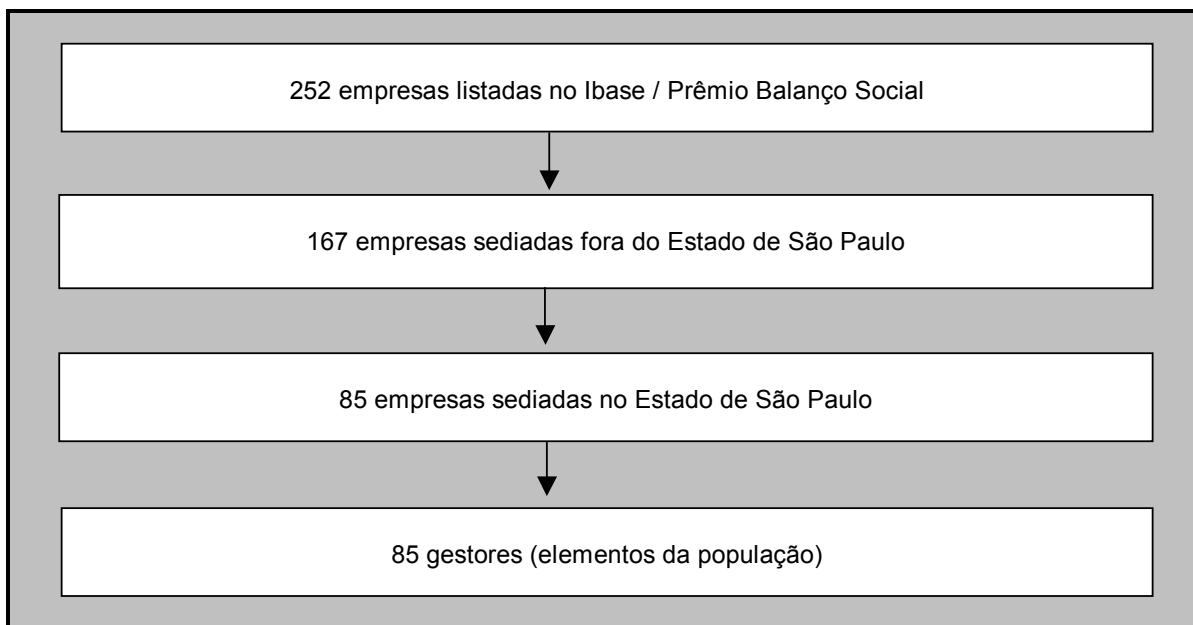 252 empresas listadas no Ibase / Prêmio Balanço Social
167 empresas sediadas fora do Estado de São Paulo
85 empresas sediadas no Estado de São Paulo
85 gestores (elementos da população)